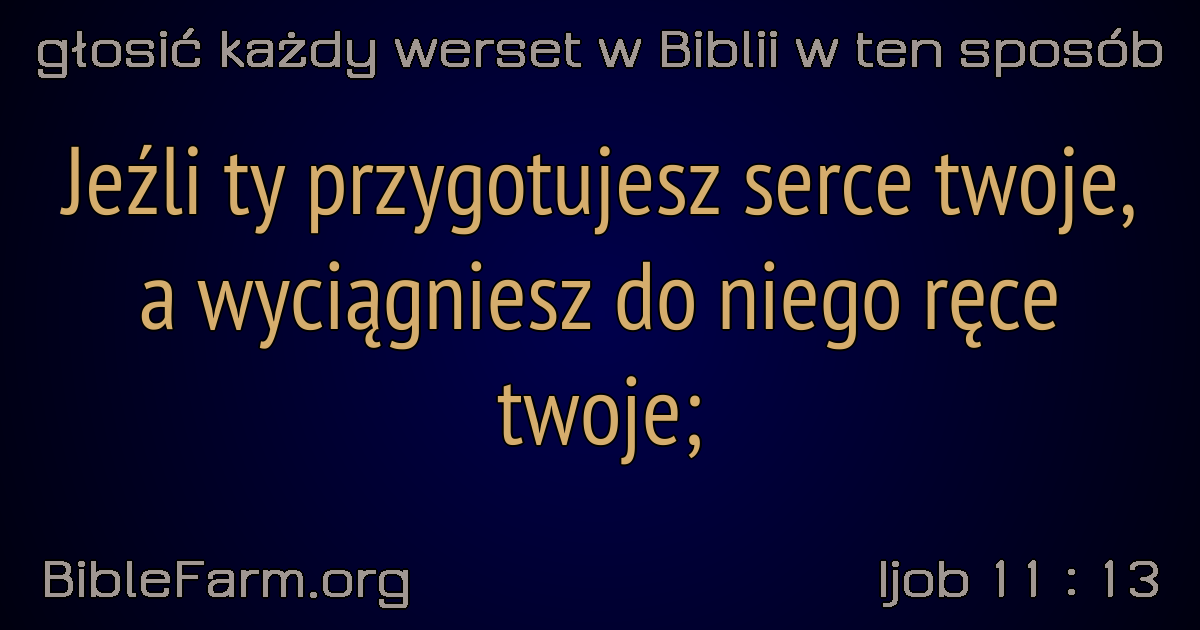 głosić każdy werset w Biblii w ten sposób
Jeźli ty przygotujesz serce twoje,
a wyciągniesz do niego ręce
twoje;
BibleFarm.org
Ijob 11 : 13